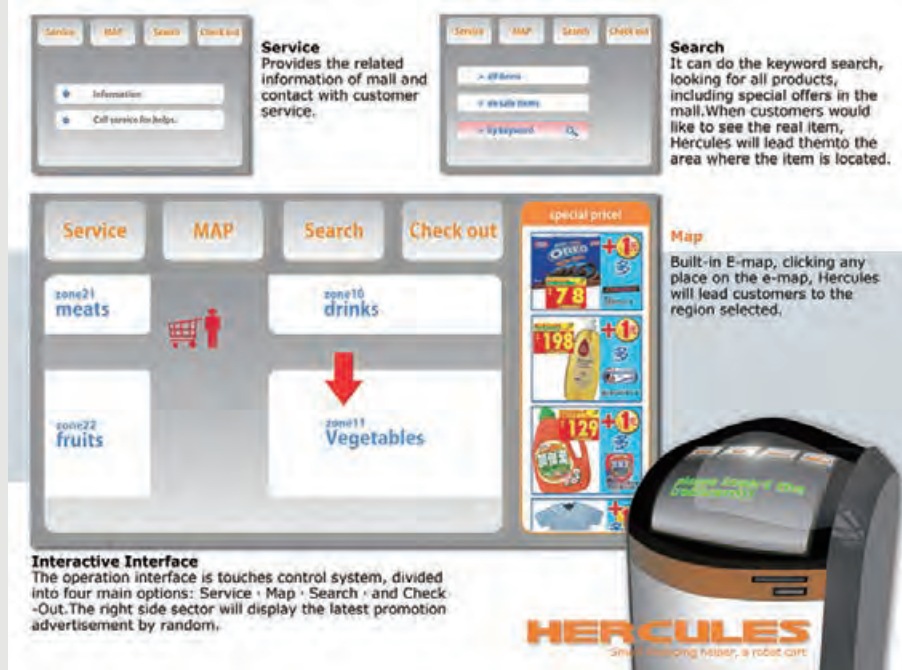 Service MAP Search Check out
Information
Call service for helps.
Service
Provides the related
information of mall and
contact with customer
service.
Service MAP Search Check out
all items
on sale items
by keyword
Search
It can do the keyword search,
looking for all products,
including special offers in the
mall.When customers would
like to see the real item,
Hercules will lead themto the
area where the item is located.
Service MAP Search Check out
zone21
meats
zone10
drinks
zone22
fruits
zone11
Vegetables
special price!
OREO
+1
78
198
+1
129
+1
+1
Map
Built-in E-map, clicking any
place on the e-map, Hercules
will lead customers to the
region selected.
Interactive Interface
The operation interface is touches control system, divided
into four main options: Service · Map · Search · and Check
-Out.The right side sector will display the latest promotion
advertisement by random.
please
HERCULES
Smart shopping helper, a robot cart